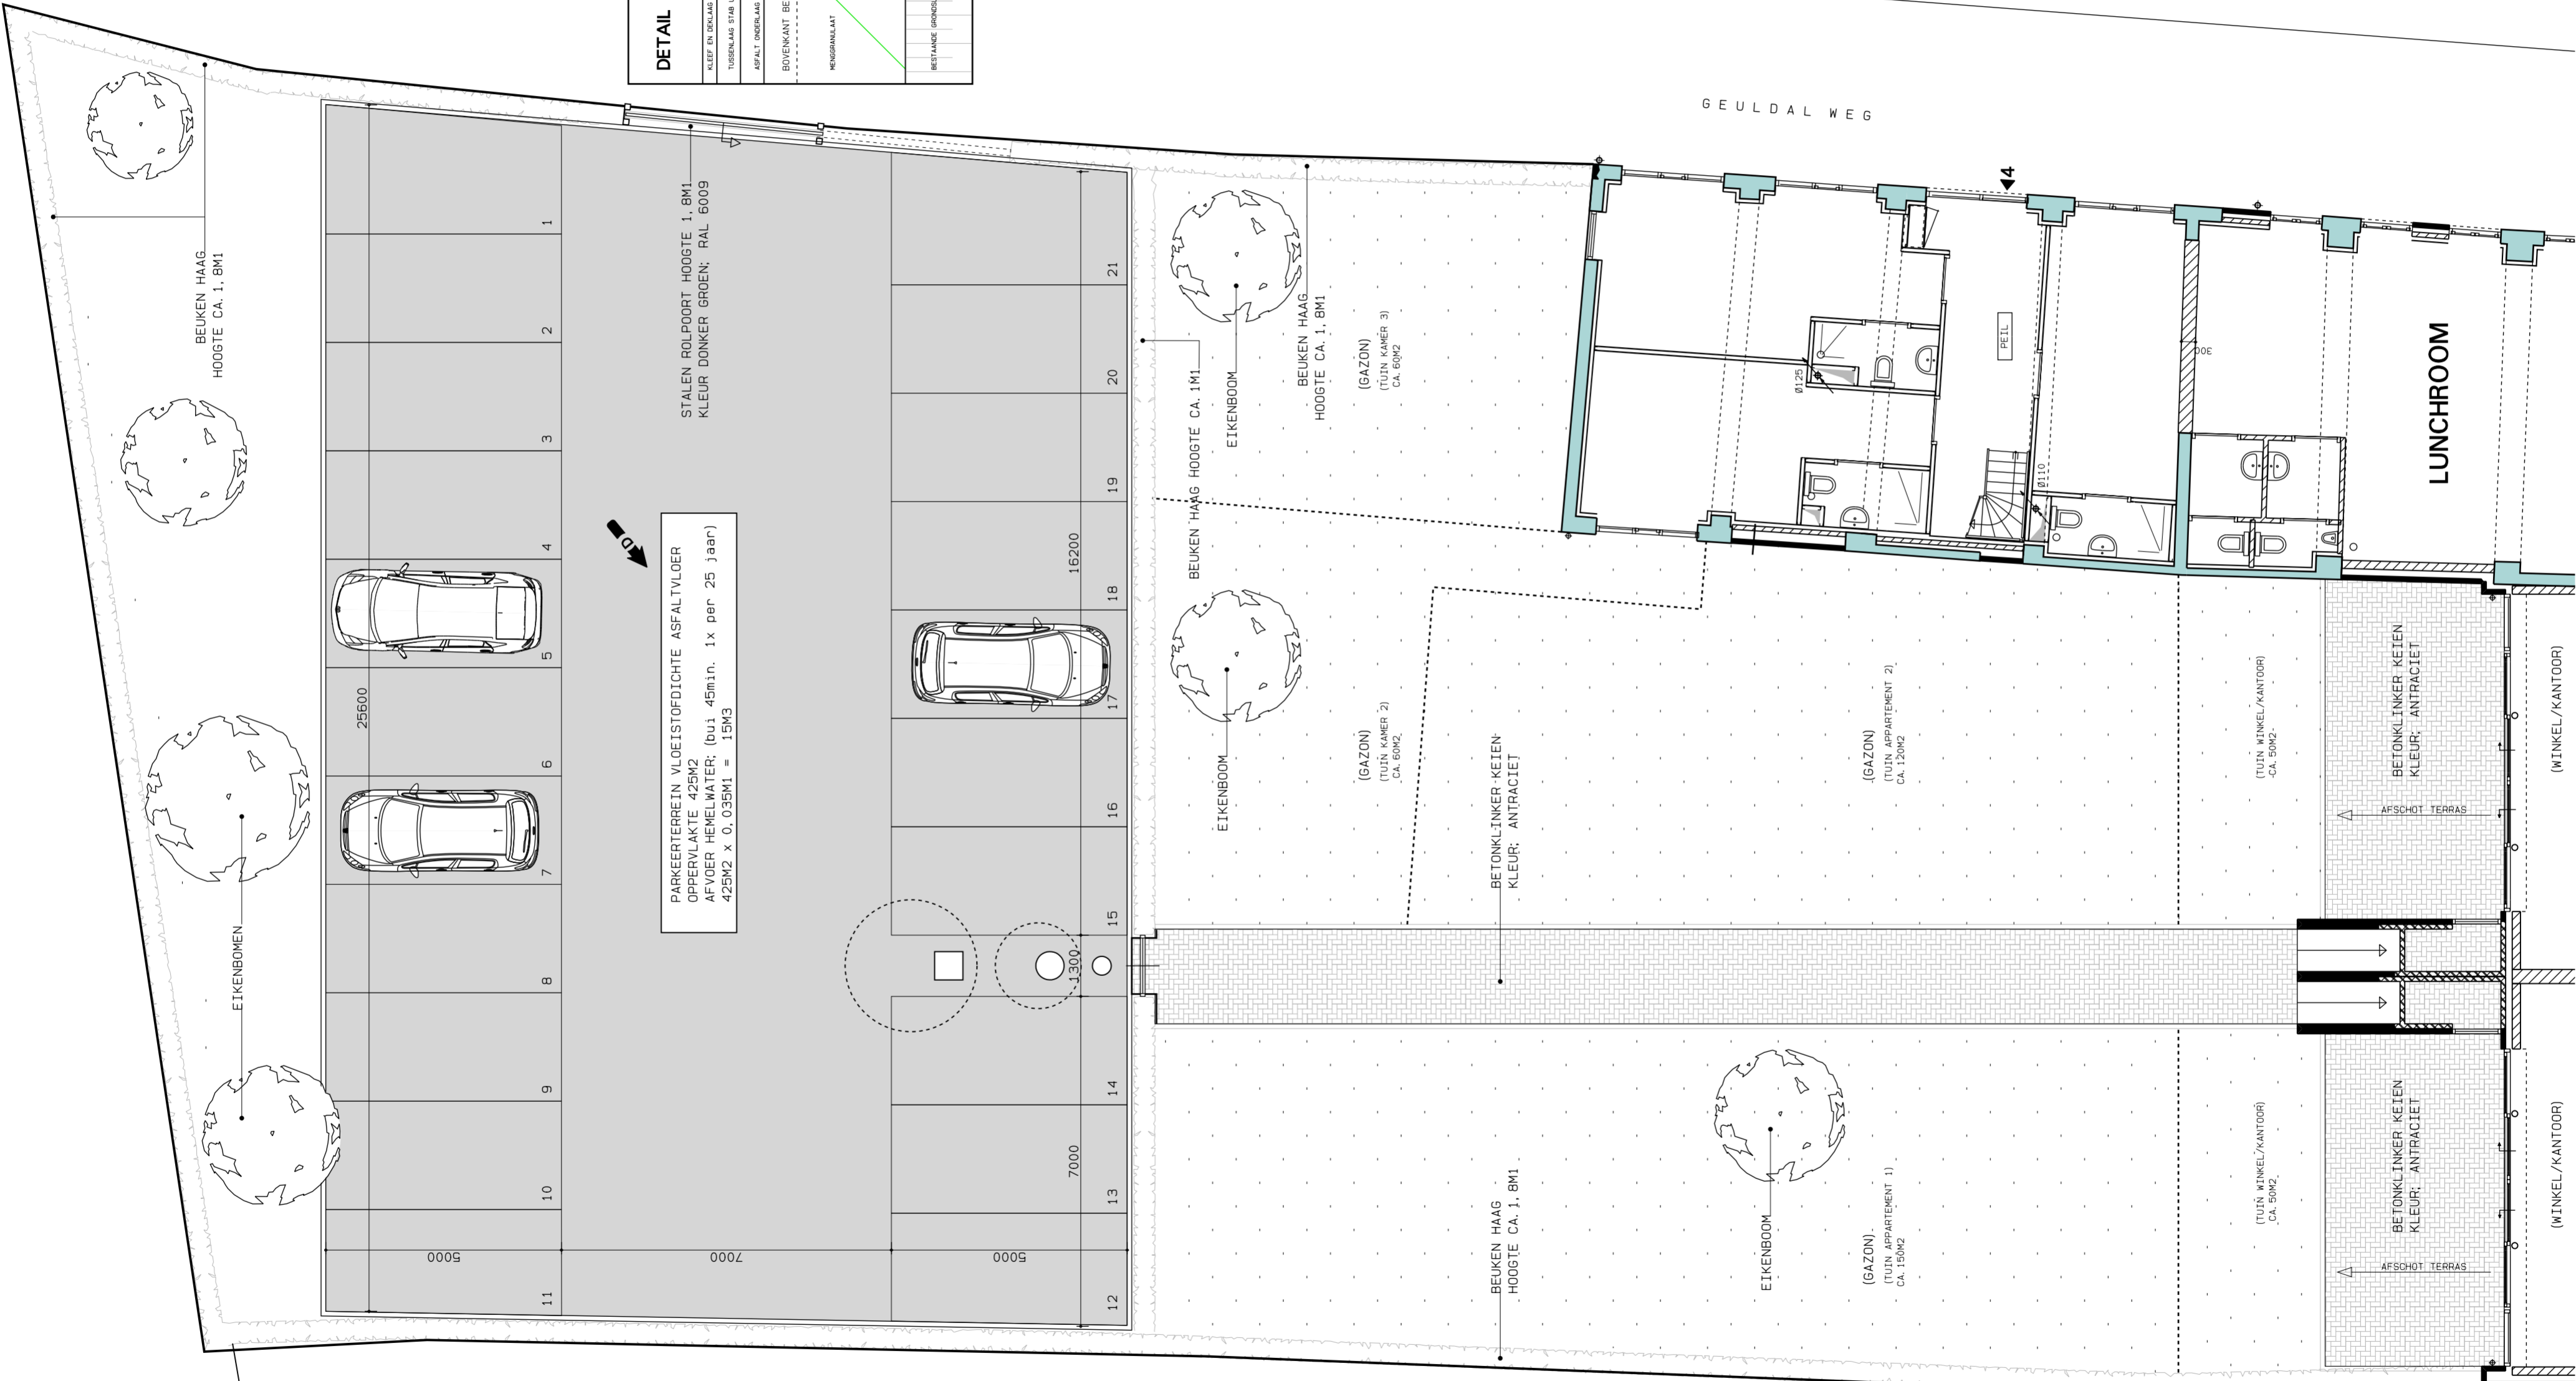 DETAIL
KLEEF EN DEKLAAG
TUSSENLAAG STAB
ASFALT ONDERLAAG
BOVENKANT BE
MENGGRANULAAT
BESTAANDE GRONDSL
GEULDAL WEG
BEUKEN HAAG
HOOGTE CA. 1,8M1
STALEN ROLPOORT HOOGTE 1,8M1
KLEUR DONKER GROEN; RAL 6009
1
2
3
4
5
6
7
8
9
10
11
25600
PARKEERTERREIN VLOEISTOFDICHTE ASFALTVLOER
OPPERVLAKTE 425M2
AFVOER HEMELWATER; (bui 45min. 1x per 25 jaar)
425M2 x 0,035M1 = 15M3
D
21
20
19
18
17
16
15
14
13
12
16200
1300
7000
5000
7000
5000
EIKENBOMEN
BEUKEN HAAG HOOGTE CA. 1M1
EIKENBOOM
BEUKEN HAAG
HOOGTE CA. 1,8M1
(GAZON)
(TUIN KAMER 3)
CA. 60M2
EIKENBOOM
(GAZON)
(TUIN KAMER 2)
CA. 60M2
BETONKLINKER KEIEN
KLEUR; ANTRACIET
(GAZON)
(TUIN APPARTEMENT 2)
CA. 120M2
(TUIN WINKEL/KANTOOR)
CA. 50M2
BETONKLINKER KEIEN
KLEUR; ANTRACIET
AFSCHOT TERRAS
(WINKEL/KANTOOR)
4
PEIL
Ø125
Ø110
300
LUNCHROOM
BEUKEN HAAG
HOOGTE CA. 1,8M1
EIKENBOOM
(GAZON)
(TUIN APPARTEMENT 1)
CA. 150M2
(TUIN WINKEL/KANTOOR)
CA. 50M2
BETONKLINKER KEIEN
KLEUR; ANTRACIET
AFSCHOT TERRAS
(WINKEL/KANTOOR)